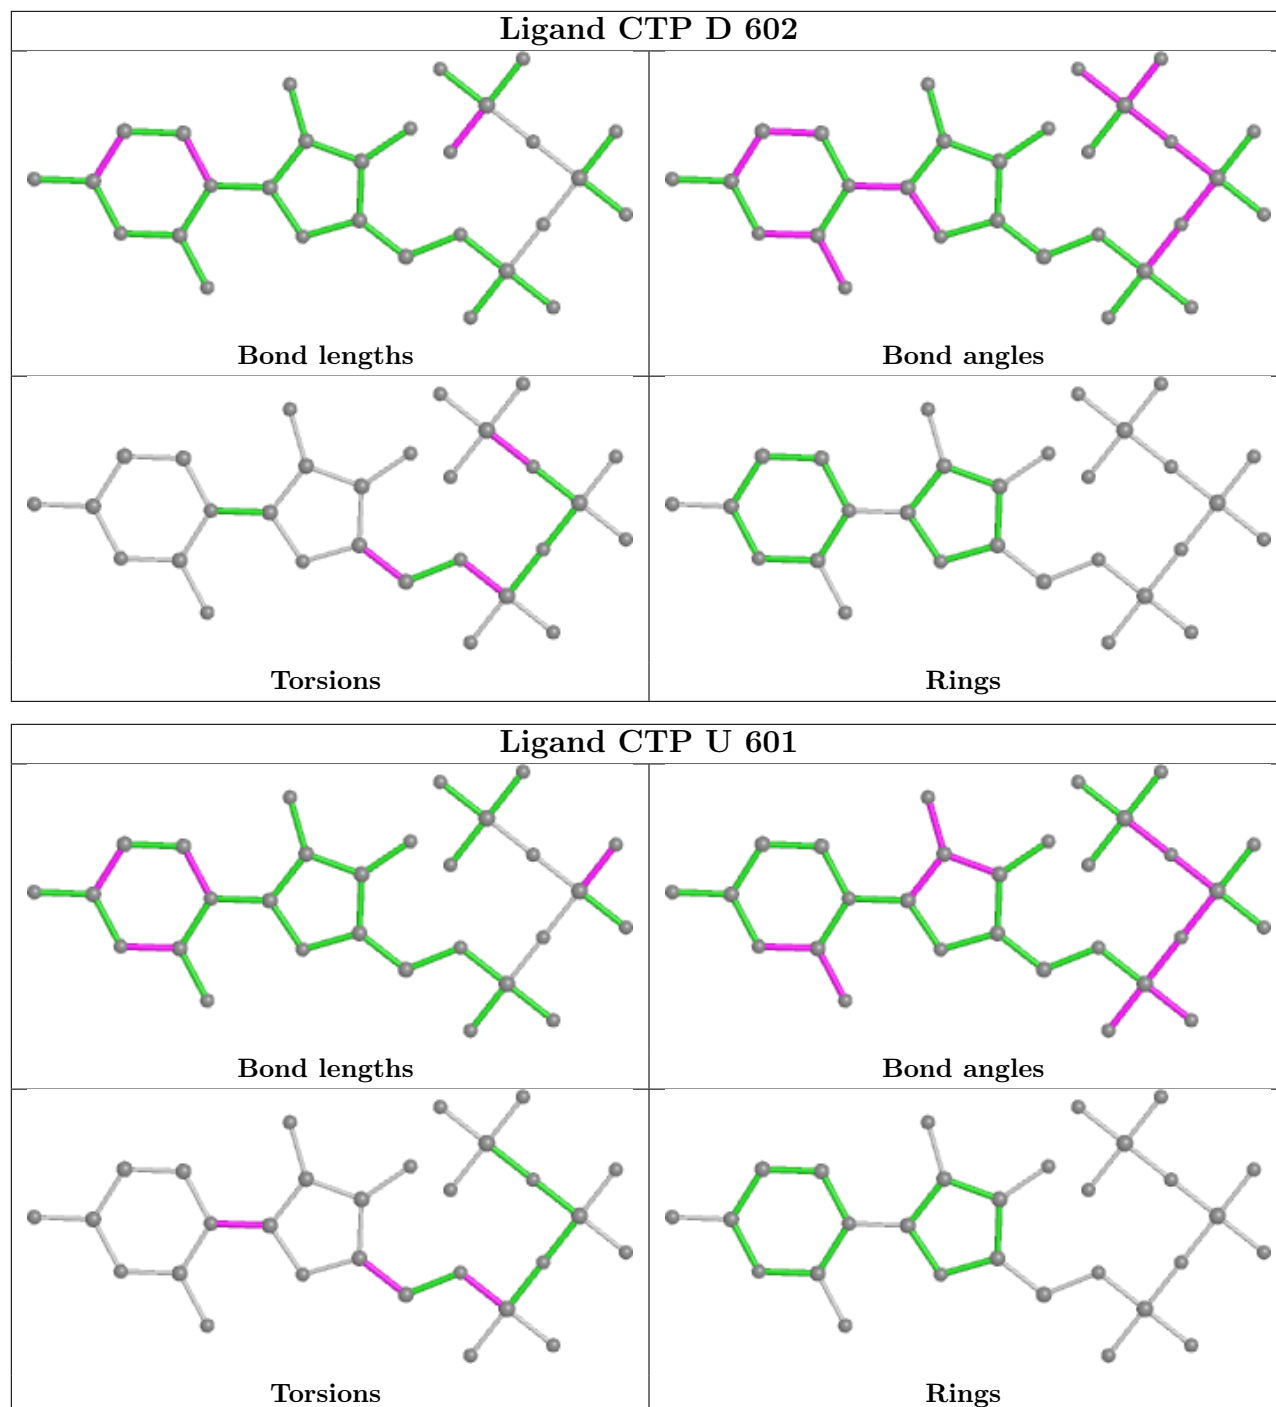 Ligand CTP D 602
Bond lengths
Bond angles
Torsions
Rings
Ligand CTP U 601
Bond lengths
Bond angles
Torsions
Rings